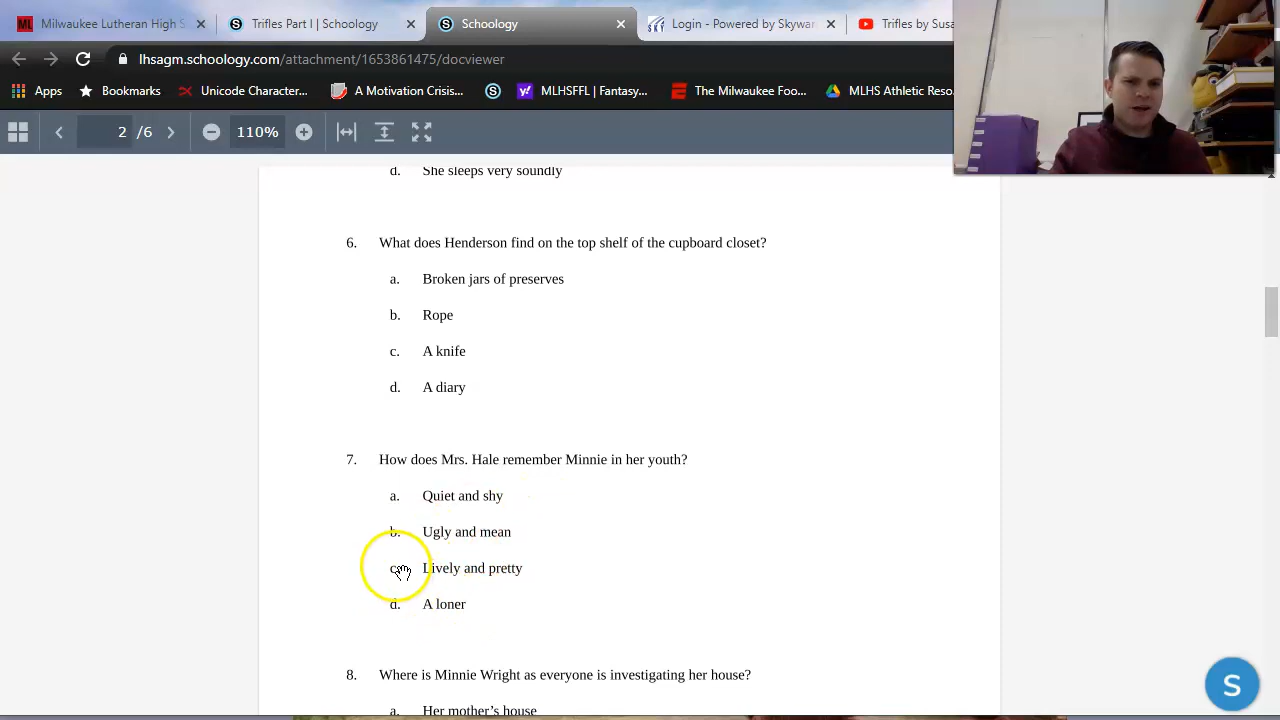 ML Milwaukee Lutheran High S
S Trifles Part I | Schoology
S Schoology
Login - Powered by Skywar
Trifles by Susa
lhsagm.schoology.com/attachment/1653861475/docviewer
Apps
Bookmarks
Unicode Character...
A Motivation Crisis...
S
y! MLHSFFL | Fantasy...
The Milwaukee Foo...
MLHS Athletic Reso
2 /6
110%
d. She sleeps very soundly
6. What does Henderson find on the top shelf of the cupboard closet?
a. Broken jars of preserves
b. Rope
c. A knife
d. A diary
7. How does Mrs. Hale remember Minnie in her youth?
a. Quiet and shy
b. Ugly and mean
c. Lively and pretty
d. A loner
8. Where is Minnie Wright as everyone is investigating her house?
a. Her mother’s house
S